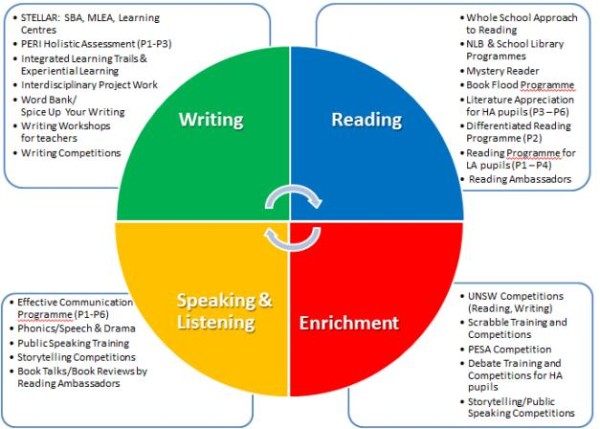 • STELLAR: SBA, MLEA, Learning
Centres
• PERI Holistic Assessment (P1-P3)
• Integrated Learning Trails &
Experiential Learning
• Interdisciplinary Project Work
• Word Bank/
Spice Up Your Writing
• Writing Workshops
for teachers
• Writing Competitions
• Whole School Approach
to Reading
• NLB & School Library
Programmes
• Mystery Reader
• Book Flood Programme
• Literature Appreciation
for HA pupils (P3 – P6)
• Differentiated Reading
Programme (P2)
• Reading Programme for
LA pupils (P1 – P4)
• Reading Ambassadors
Writing
Reading
Speaking &
Listening
Enrichment
• Effective Communication
Programme (P1-P6)
• Phonics/Speech & Drama
• Public Speaking Training
• Storytelling Competitions
• Book Talks/Book Reviews by
Reading Ambassadors
• UNSW Competitions
(Reading, Writing)
• Scrabble Training and
Competitions
• PESA Competition
• Debate Training and
Competitions for HA
pupils
• Storytelling/Public
Speaking Competitions